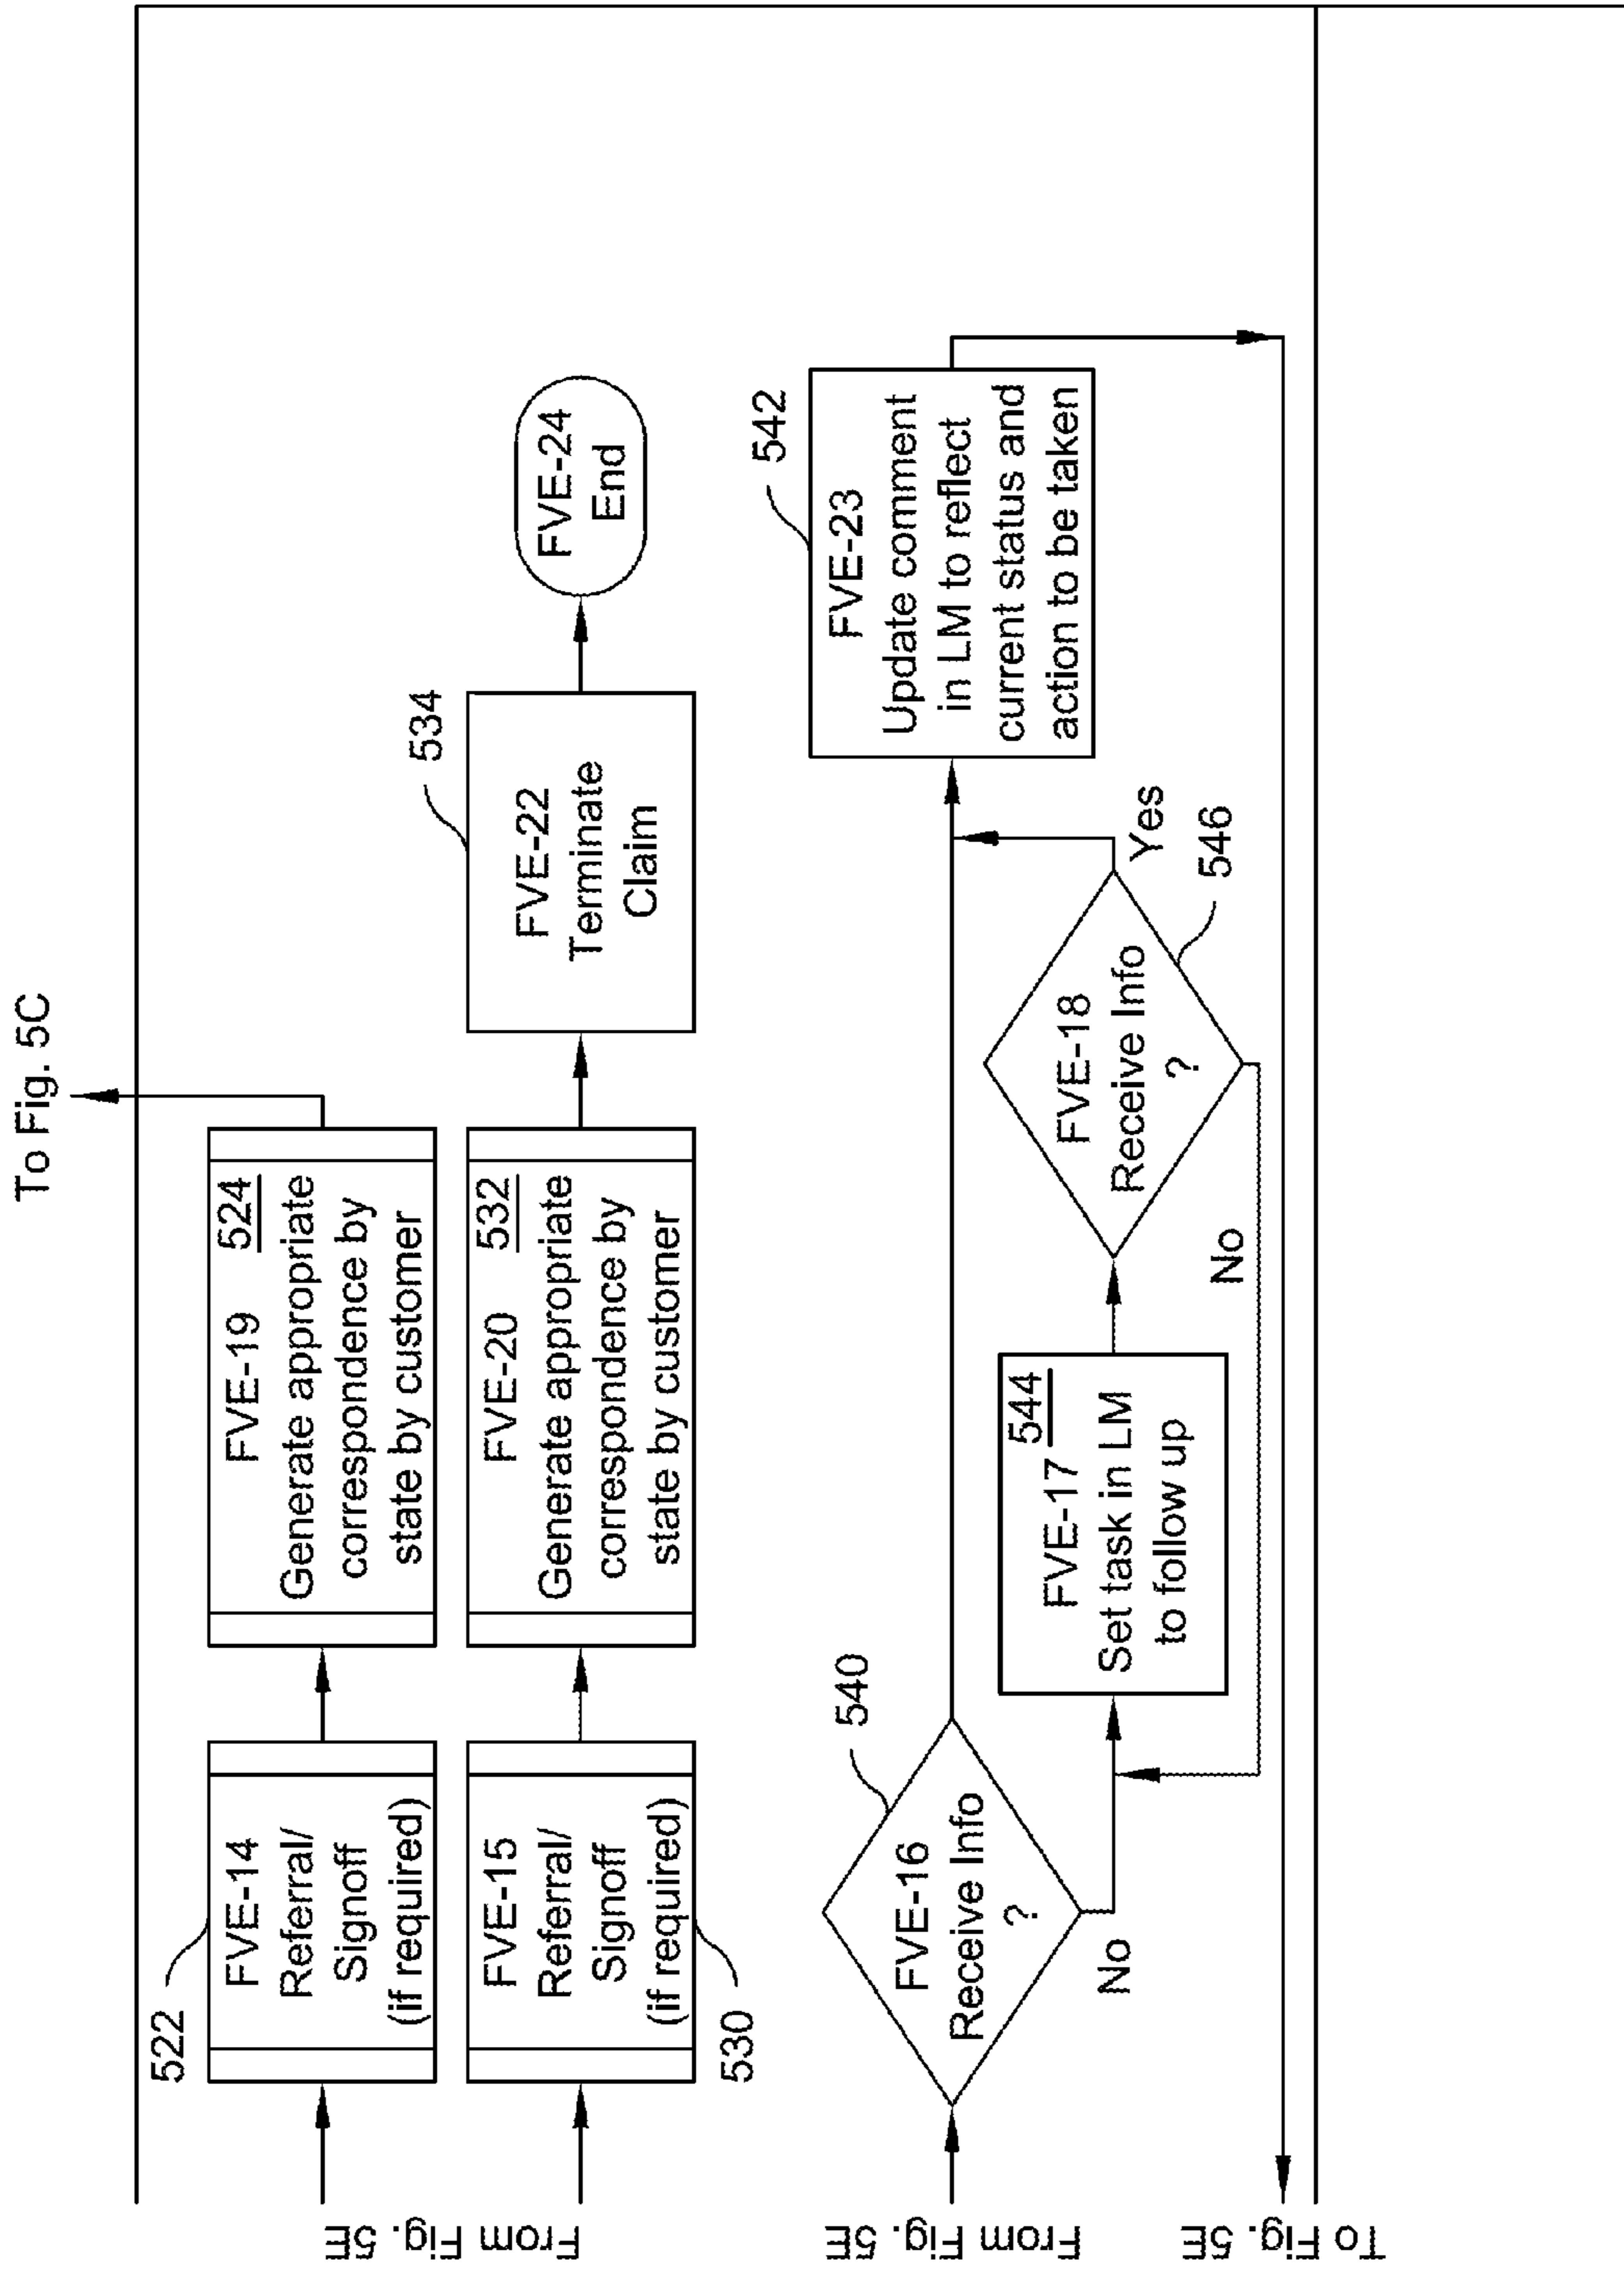 To Fig. 5C
From Fig. 5E
522
FVE-14
Referral/
Signoff
(if required)
FVE-19 524
Generate appropriate
correspondence by
state by customer
FVE-15
Referral/
Signoff
(if required)
530
FVE-20 532
Generate appropriate
correspondence by
state by customer
534
FVE-22
Terminate
Claim
FVE-24
End
From Fig. 5E
540
FVE-16
Receive Info
?
No
FVE-17 544
Set task in LM
to follow up
FVE-18
Receive Info
?
546
Yes
No
542
FVE-23
Update comment
in LM to reflect
current status and
action to be taken
To Fig. 5E